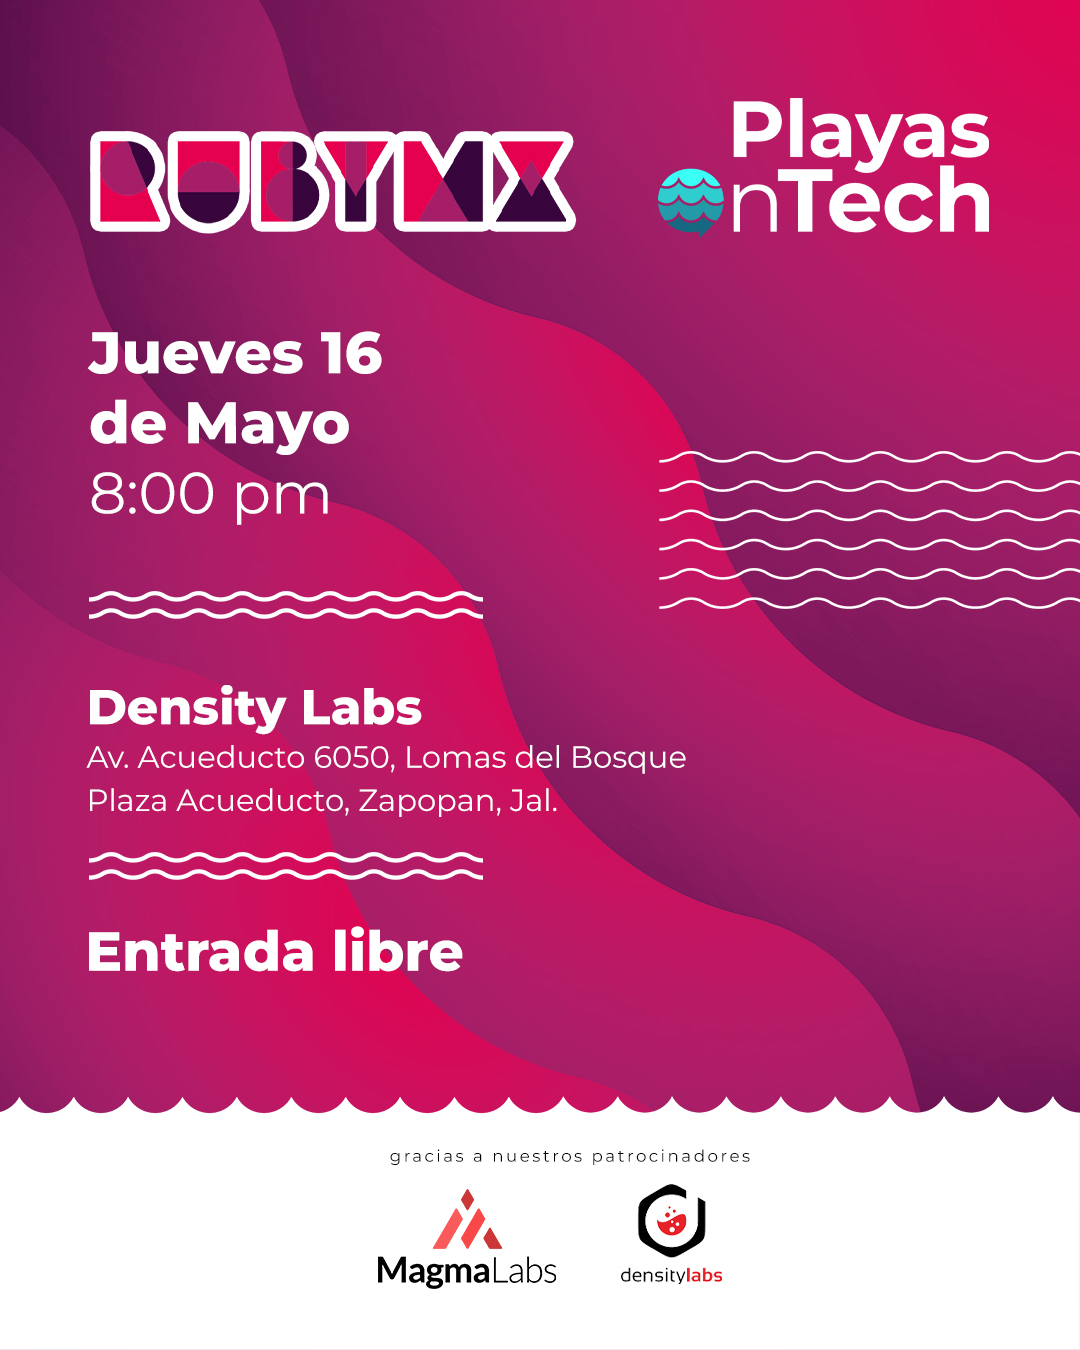 RUBYMX
Playas
OnTech
Jueves 16
de Mayo
8:00 pm
Density Labs
Av. Acueducto 6050, Lomas del Bosque
Plaza Acueducto, Zapopan, Jal.
Entrada libre
gracias a nuestros patrocinadores
MagmaLabs
densitylabs